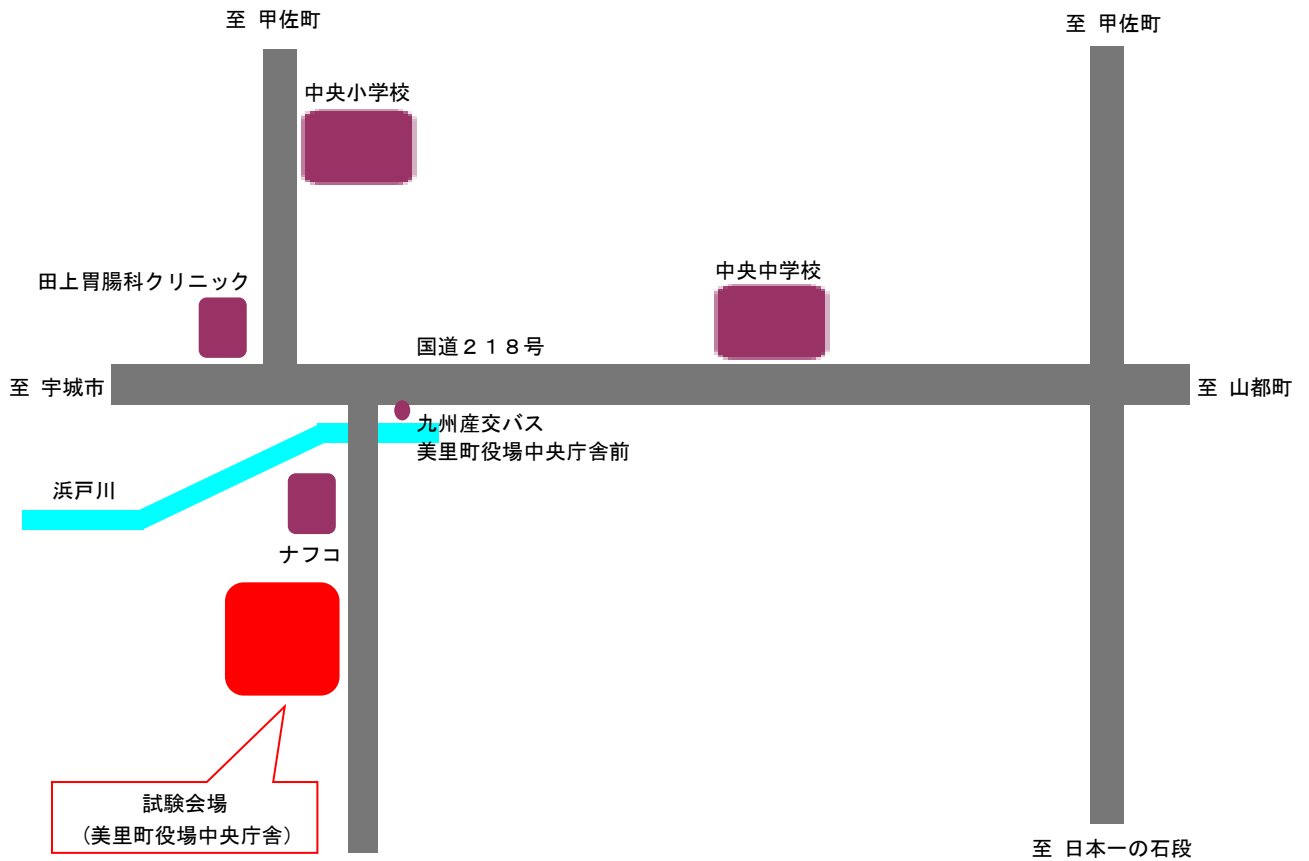 至 甲佐町
至 甲佐町
中央小学校
中央中学校
田上胃腸科クリニック
国道２１８号
至 宇城市
至 山都町
九州産交バス
美里町役場中央庁舎前
浜戸川
ナフコ
試験会場
（美里町役場中央庁舎）
至 日本一の石段